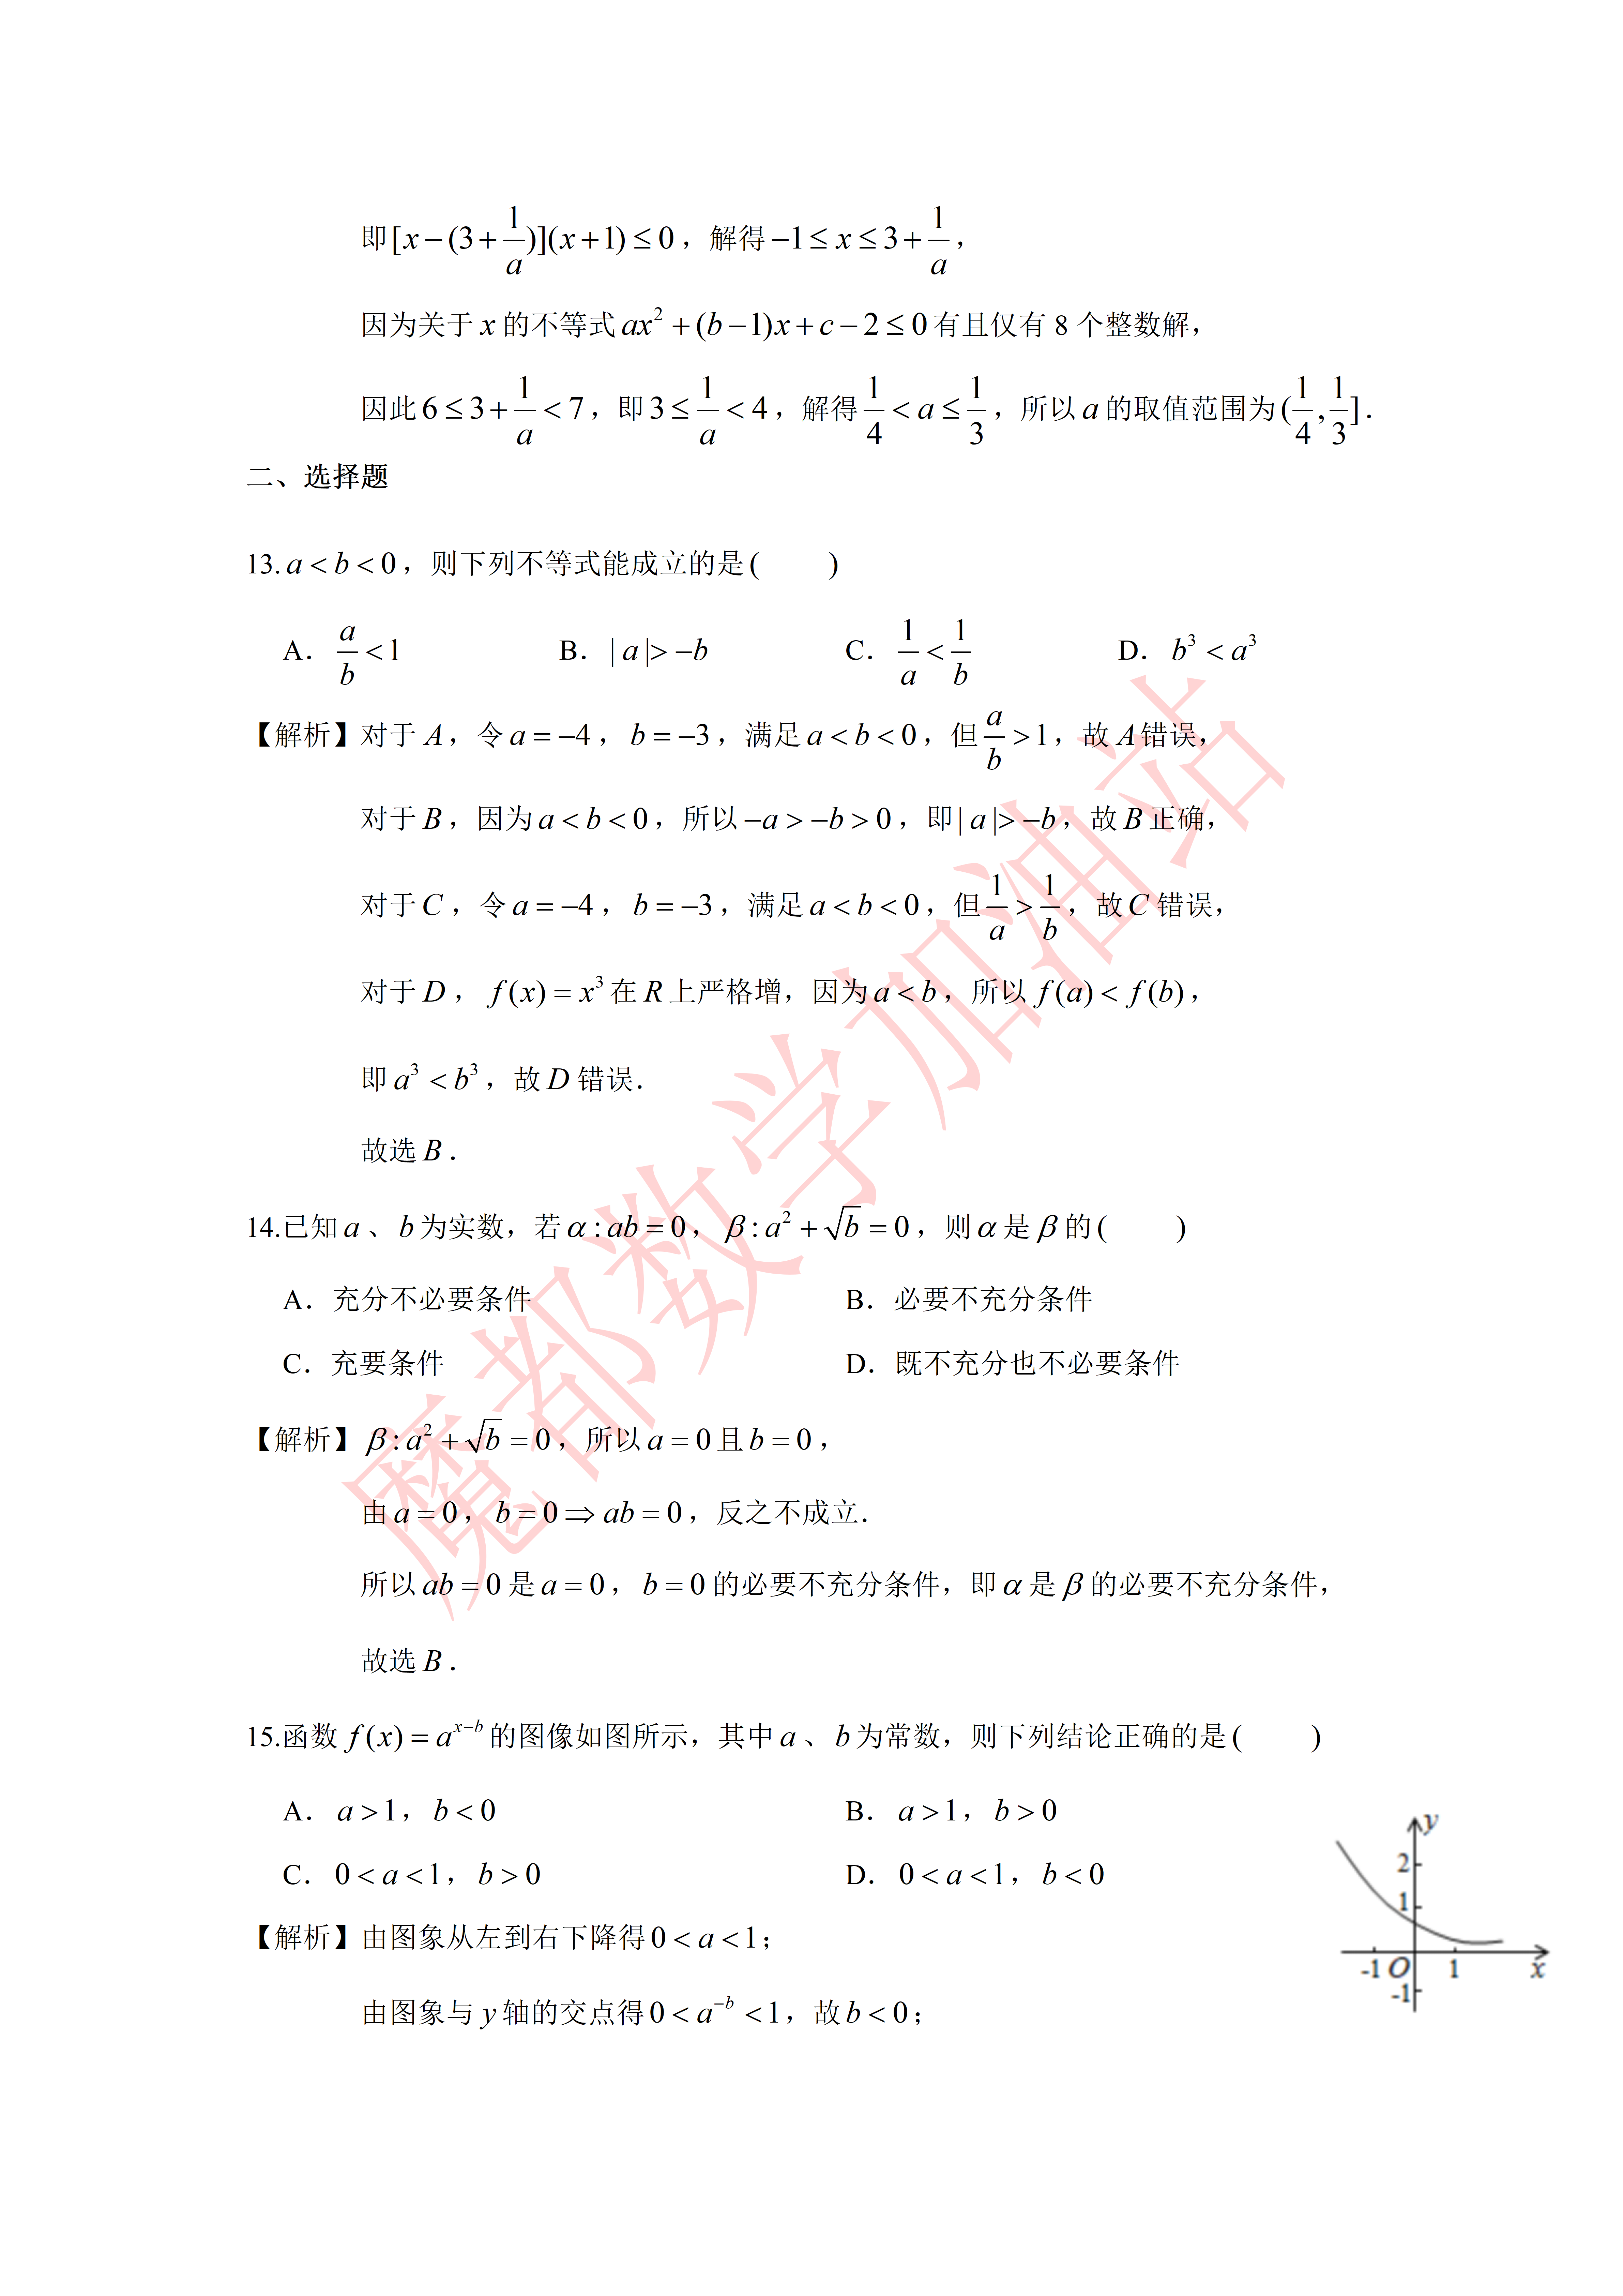 即[x-(3+1/a)](x+1)≤0，解得-1≤x≤3+1/a，
因为关于x的不等式ax²+(b-1)x+c-2≤0有且仅有8个整数解，
因此6≤3+1/a<7，即3≤1/a<4，解得1/4<a≤1/3，所以a的取值范围为(1/4,1/3]．
二、选择题
13.a<b<0，则下列不等式能成立的是(    )
A．a/b<1 B．|a|>-b C．1/a<1/b D．b³<a³
【解析】对于A，令a=-4，b=-3，满足a<b<0，但a/b>1，故A错误，
对于B，因为a<b<0，所以-a>-b>0，即|a|>-b，故B正确，
对于C，令a=-4，b=-3，满足a<b<0，但1/a>1/b，故C错误，
对于D，f(x)=x³在R上严格增，因为a<b，所以f(a)<f(b)，
即a³<b³，故D错误．
故选B．
14.已知a、b为实数，若α:ab=0，β:a²+√b=0，则α是β的(    )
A．充分不必要条件 B．必要不充分条件
C．充要条件 D．既不充分也不必要条件
【解析】β:a²+√b=0，所以a=0且b=0，
由a=0，b=0⇒ab=0，反之不成立．
所以ab=0是a=0，b=0的必要不充分条件，即α是β的必要不充分条件，
故选B．
15.函数f(x)=a^(x-b)的图像如图所示，其中a、b为常数，则下列结论正确的是(    )
A．a>1，b<0 B．a>1，b>0
C．0<a<1，b>0 D．0<a<1，b<0
【解析】由图象从左到右下降得0<a<1；
由图象与y轴的交点得0<a^(-b)<1，故b<0；
y
2
1
-1 O 1 x
-1
魔都数学加油站